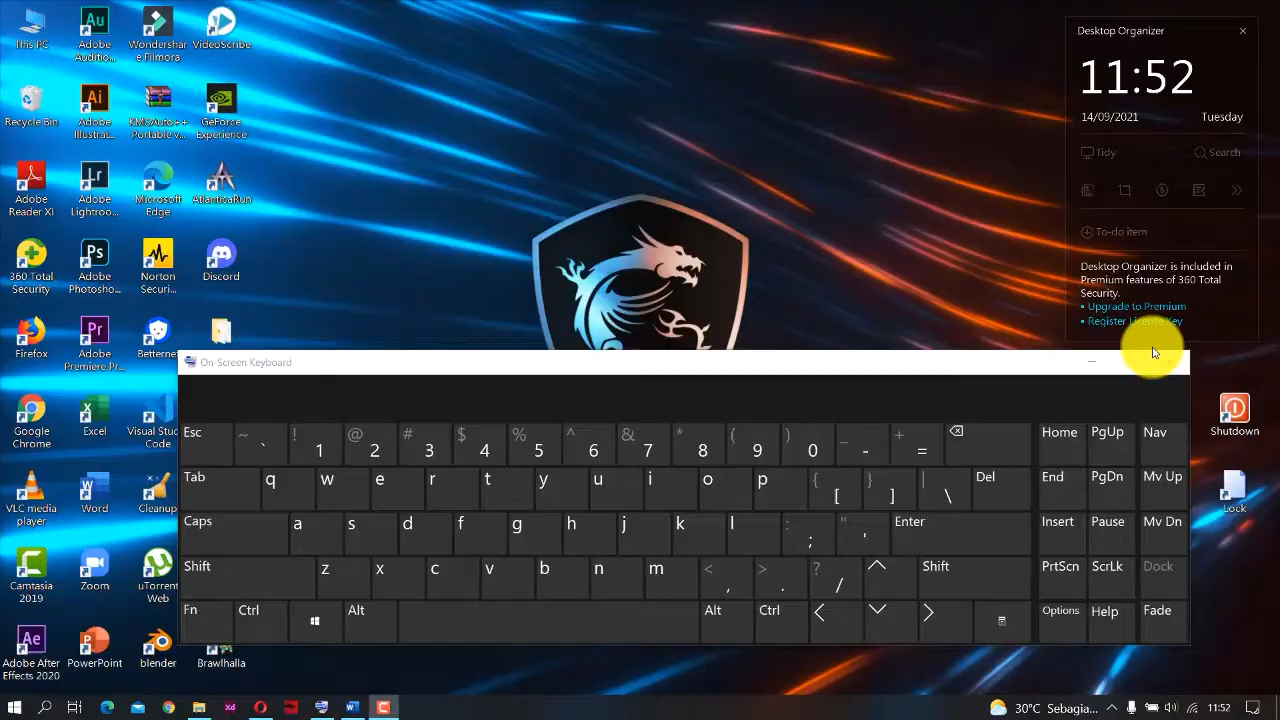 This PC
Adobe
Auditio...
Wondershar
e Filmora
VideoScribe
Recycle Bin
Adobe
Illustrat...
KMSAuto++
Portable v...
GeForce
Experience
Adobe
Reader XI
Adobe
Lightroo...
Microsoft
Edge
AtlanticaRun
360 Total
Security
Adobe
Photosho...
Norton
Securi...
Discord
Firefox
Adobe
Premiere Pr...
Betternet
Google
Chrome
Excel
Visual Stud
Code
VLC media
player
Word
Cleanup
Camtasia
2019
Zoom
uTorrent
Web
Adobe After
Effects 2020
PowerPoint
blender
Brawlhalla
Desktop Organizer
11:52
14/09/2021 Tuesday
Tidy Search
To-do item
Desktop Organizer is included in
Premium features of 360 Total
Security.
▪ Upgrade to Premium
▪ Register License Key
Shutdown
Lock
On-Screen Keyboard
Esc ~ ` ! 1 @ 2 # 3 $ 4 % 5 ^ 6 & 7 * 8 ( 9 ) 0 _ - + = Home PgUp Nav
Tab q w e r t y u i o p { [ } ] | \ Del End PgDn Mv Up
Caps a s d f g h j k l : ; " ' Enter Insert Pause Mv Dn
Shift z x c v b n m < , > . ? / Shift PrtScn ScrLk Dock
Fn Ctrl Alt Alt Ctrl Options Help Fade
30°C Sebagia... 11:52